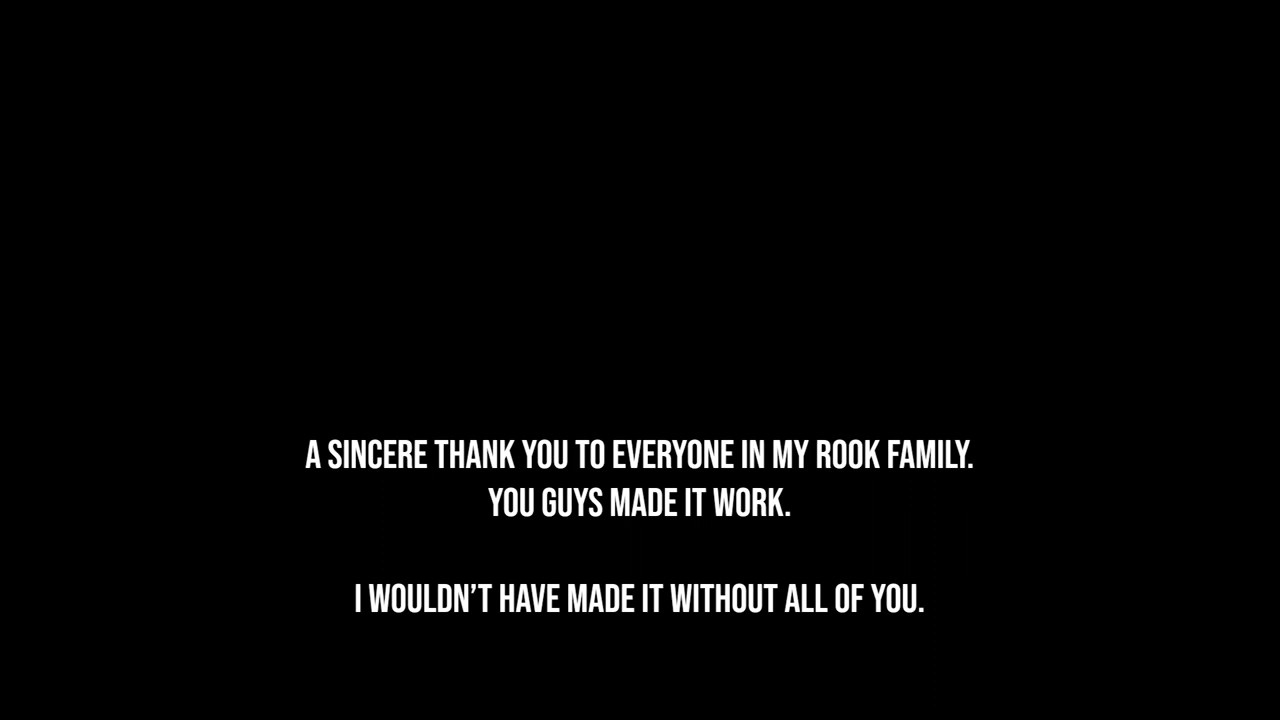 A SINCERE THANK YOU TO EVERYONE IN MY ROOK FAMILY.
YOU GUYS MADE IT WORK.
I WOULDN’T HAVE MADE IT WITHOUT ALL OF YOU.